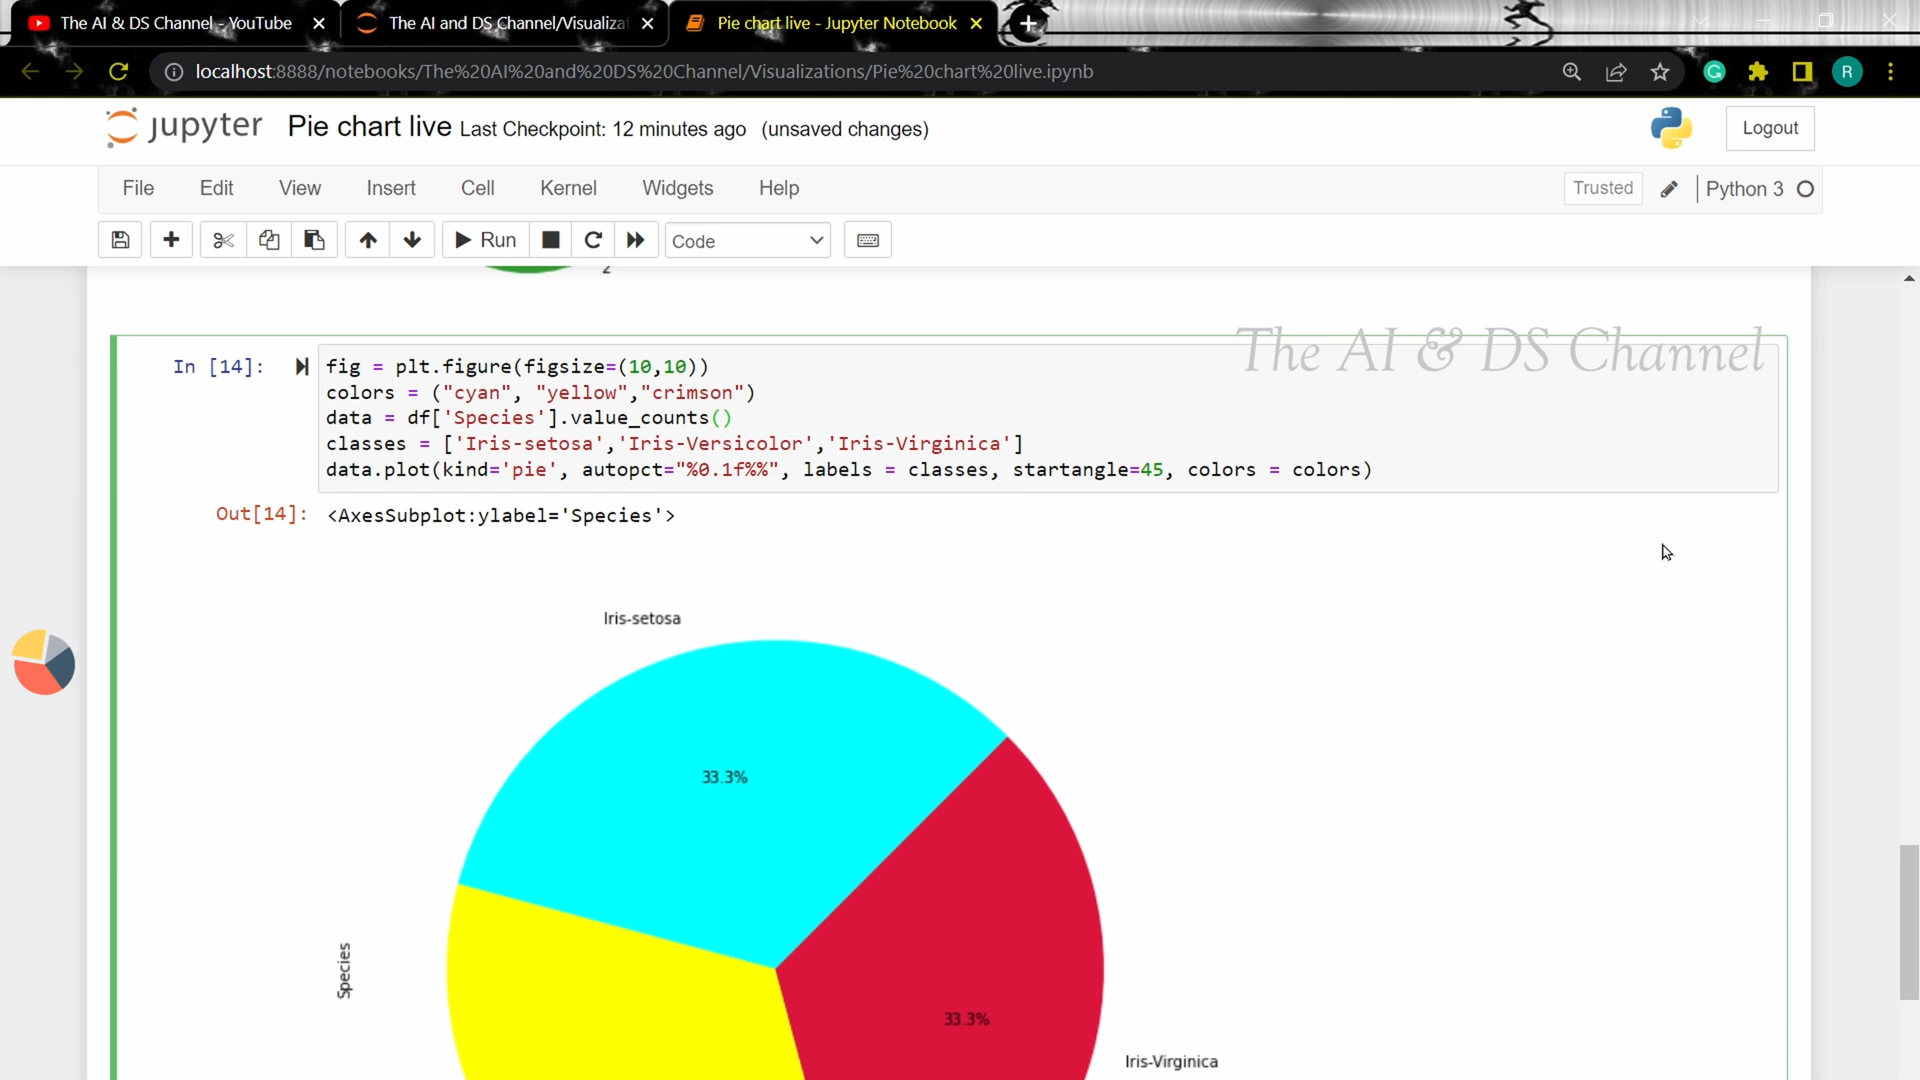 The AI & DS Channel - YouTube
The AI and DS Channel/Visualizat
Pie chart live - Jupyter Notebook
localhost:8888/notebooks/The%20AI%20and%20DS%20Channel/Visualizations/Pie%20chart%20live.ipynb
R
jupyter Pie chart live Last Checkpoint: 12 minutes ago (unsaved changes)
Logout
File Edit View Insert Cell Kernel Widgets Help
Trusted Python 3
Run Code
2
The AI & DS Channel
In [14]:
fig = plt.figure(figsize=(10,10))
colors = ("cyan", "yellow","crimson")
data = df['Species'].value_counts()
classes = ['Iris-setosa','Iris-Versicolor','Iris-Virginica']
data.plot(kind='pie', autopct="%0.1f%%", labels = classes, startangle=45, colors = colors)
Out[14]: <AxesSubplot:ylabel='Species'>
Iris-setosa
33.3%
Species
33.3%
Iris-Virginica